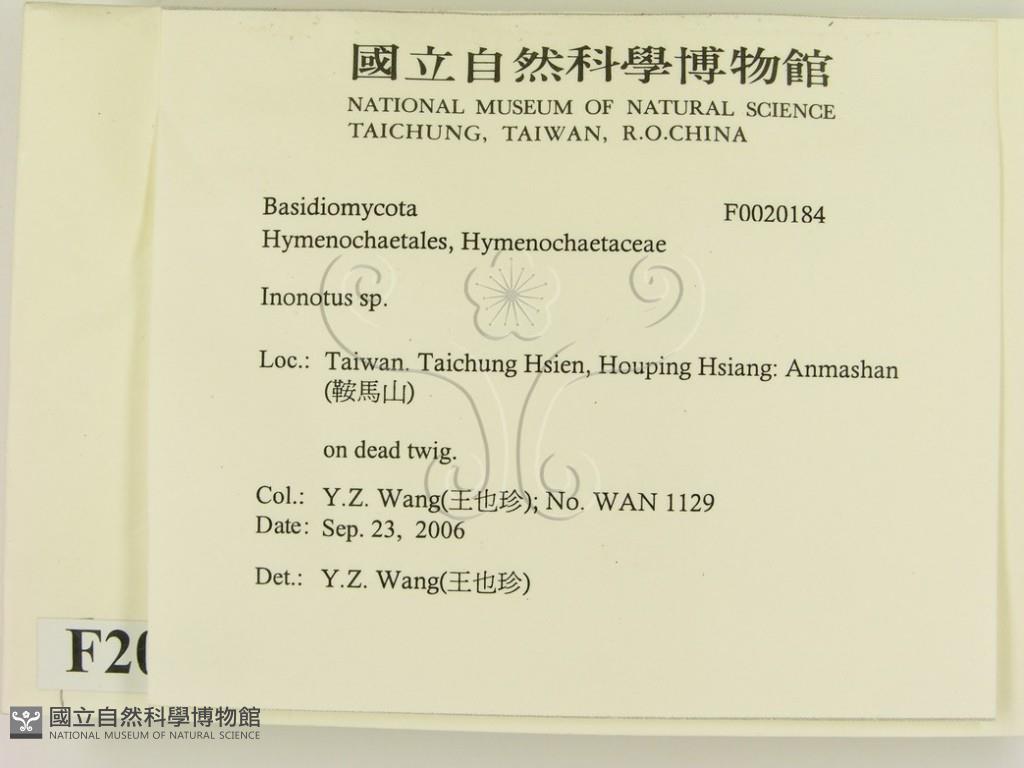 國立自然科學博物館
NATIONAL MUSEUM OF NATURAL SCIENCE
TAICHUNG, TAIWAN, R.O.CHINA
Basidiomycota F0020184
Hymenochaetales, Hymenochaetaceae
Inonotus sp.
Loc.: Taiwan. Taichung Hsien, Houping Hsiang: Anmashan
(鞍馬山)
on dead twig.
Col.: Y.Z. Wang(王也珍); No. WAN 1129
Date: Sep. 23, 2006
Det.: Y.Z. Wang(王也珍)
F20
國立自然科學博物館
NATIONAL MUSEUM OF NATURAL SCIENCE